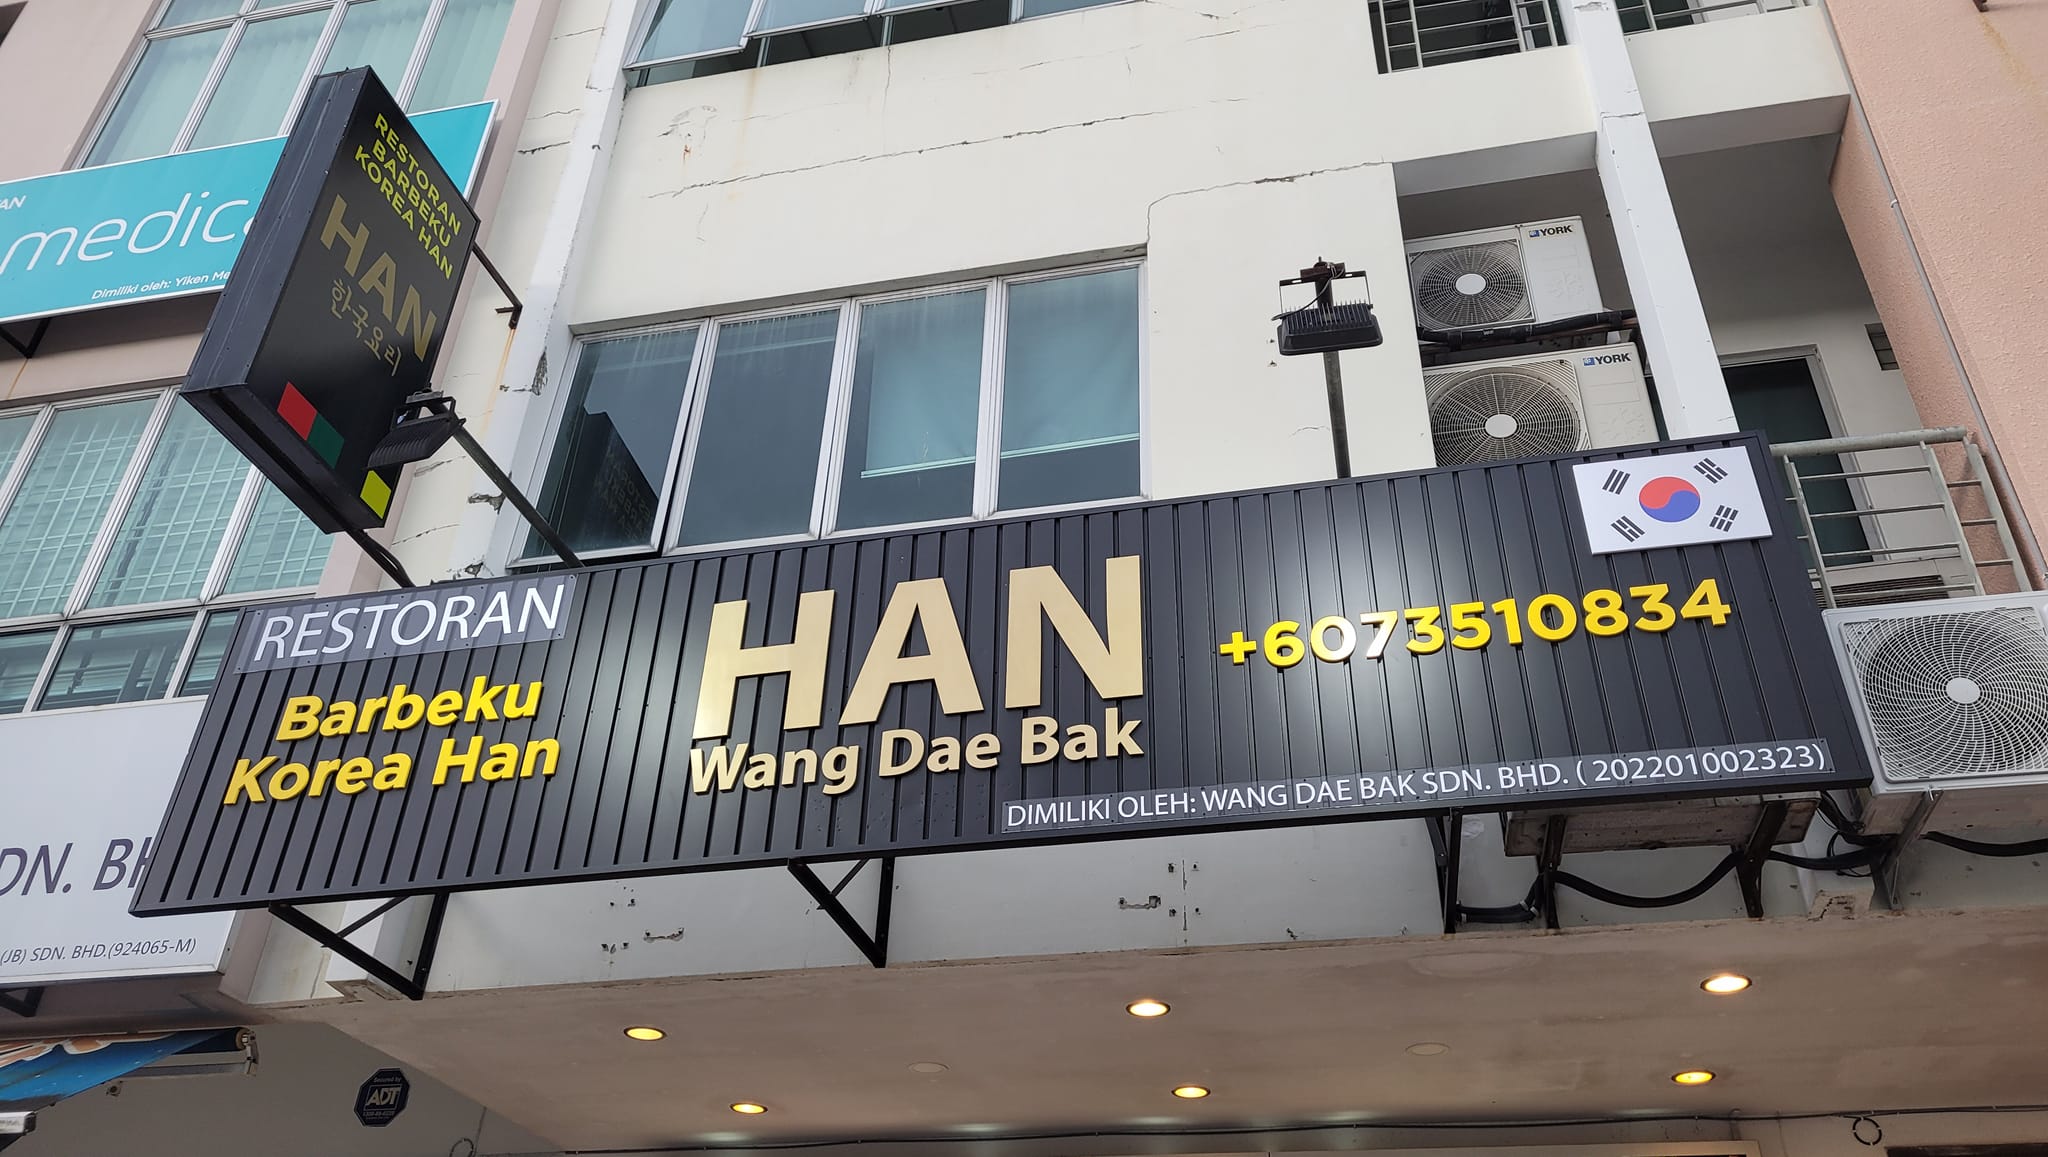 medic
Dimiliki oleh: Yiken
RESTORAN
BARBEKU
KOREA HAN
HAN
한국요리
YORK
YORK
RESTORAN
Barbeku
Korea Han
HAN
Wang Dae Bak
+6073510834
DIMILIKI OLEH: WANG DAE BAK SDN. BHD. ( 202201002323)
DN. BH
(JB) SDN. BHD.(924065-M)
Secured by
ADT